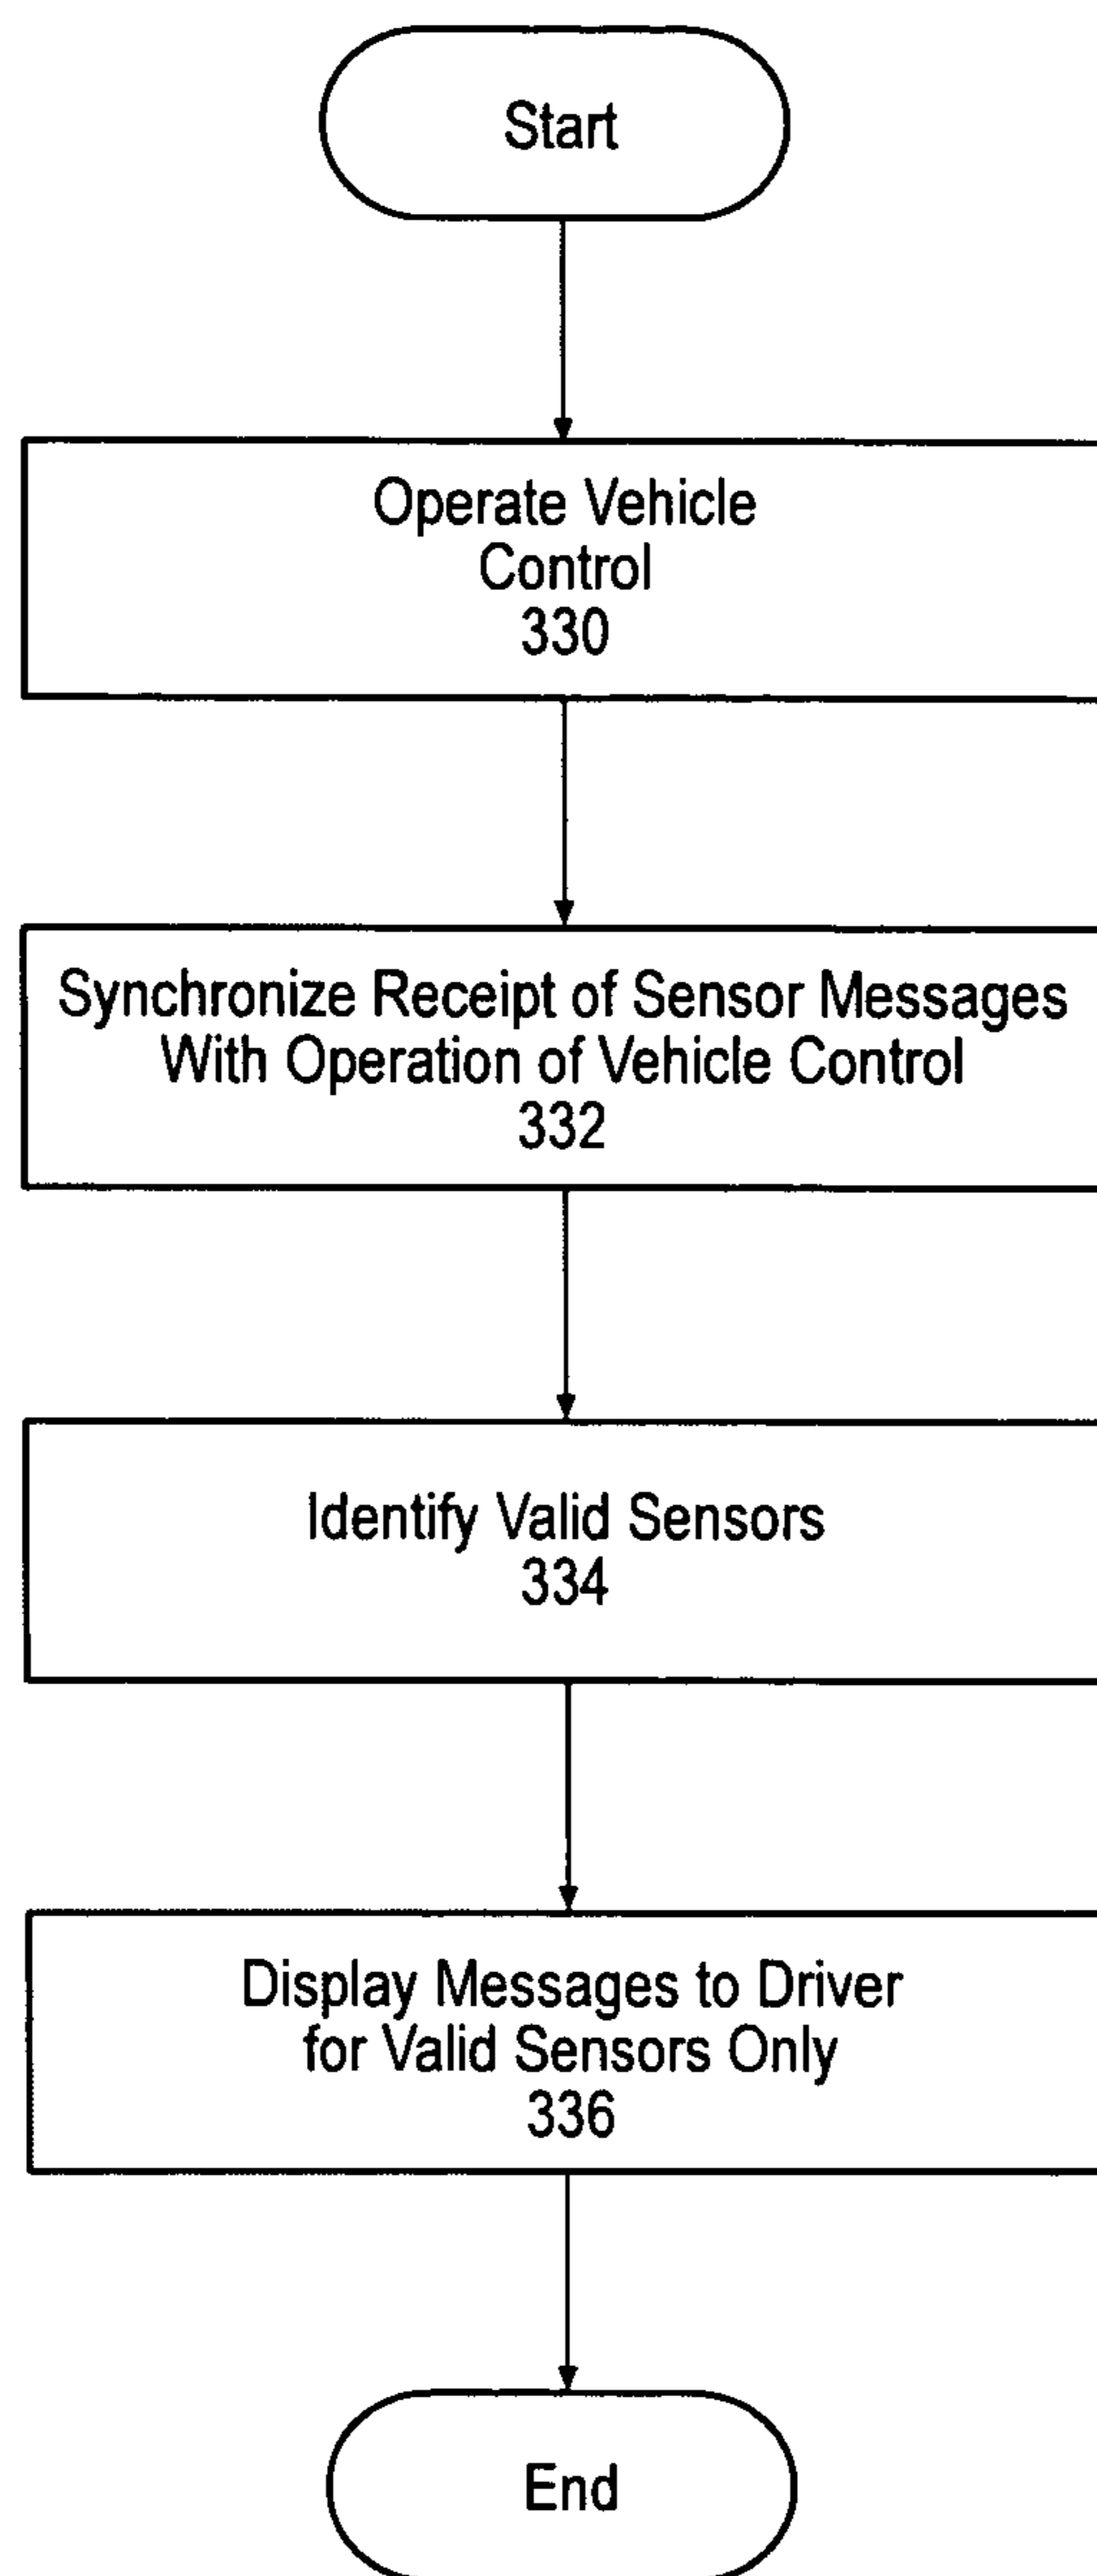 Start
Operate Vehicle
Control
330
Synchronize Receipt of Sensor Messages
With Operation of Vehicle Control
332
Identify Valid Sensors
334
Display Messages to Driver
for Valid Sensors Only
336
End